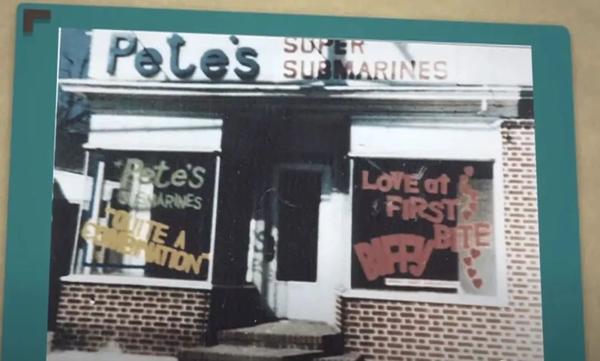 Pete's SUPER
SUBMARINES
"Pete's
SUBMARINES
"QUITE A
COMBINATION"
LOVE at
FIRST
BITE
BIFFY